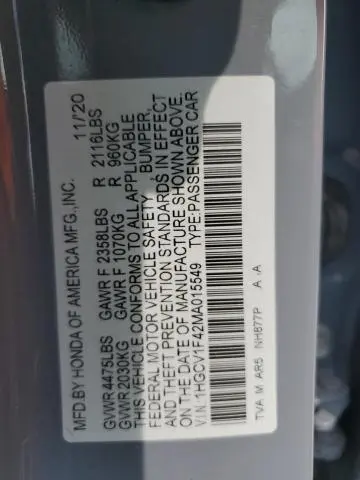 MFD.BY HONDA OF AMERICA MFG.,INC. 11/20
GVWR 4475LBS GAWR F 2358LBS R 2116LBS
GVWR 2030KG GAWR F 1070KG R 960KG
THIS VEHICLE CONFORMS TO ALL APPLICABLE
FEDERAL MOTOR VEHICLE SAFETY, BUMPER,
AND THEFT PREVENTION STANDARDS IN EFFECT
ON THE DATE OF MANUFACTURE SHOWN ABOVE.
V.I.N.:1HGCV1F42MA015549 TYPE:PASSENGER CAR
TVA M AR5 NH877P A :A